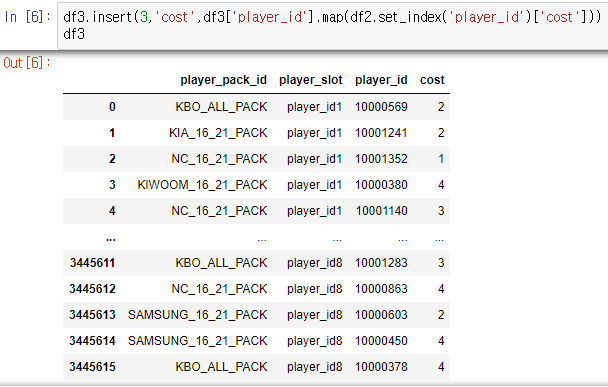 In [6]: df3.insert(3,'cost',df3['player_id'].map(df2.set_index('player_id')['cost']))
df3
Out[6]:
player_pack_id player_slot player_id cost
0 KBO_ALL_PACK player_id1 10000569 2
1 KIA_16_21_PACK player_id1 10001241 2
2 NC_16_21_PACK player_id1 10001352 1
3 KIWOOM_16_21_PACK player_id1 10000380 4
4 NC_16_21_PACK player_id1 10001140 3
... ... ... ... ...
3445611 KBO_ALL_PACK player_id8 10001283 3
3445612 NC_16_21_PACK player_id8 10000863 4
3445613 SAMSUNG_16_21_PACK player_id8 10000603 2
3445614 SAMSUNG_16_21_PACK player_id8 10000450 4
3445615 KBO_ALL_PACK player_id8 10000378 4